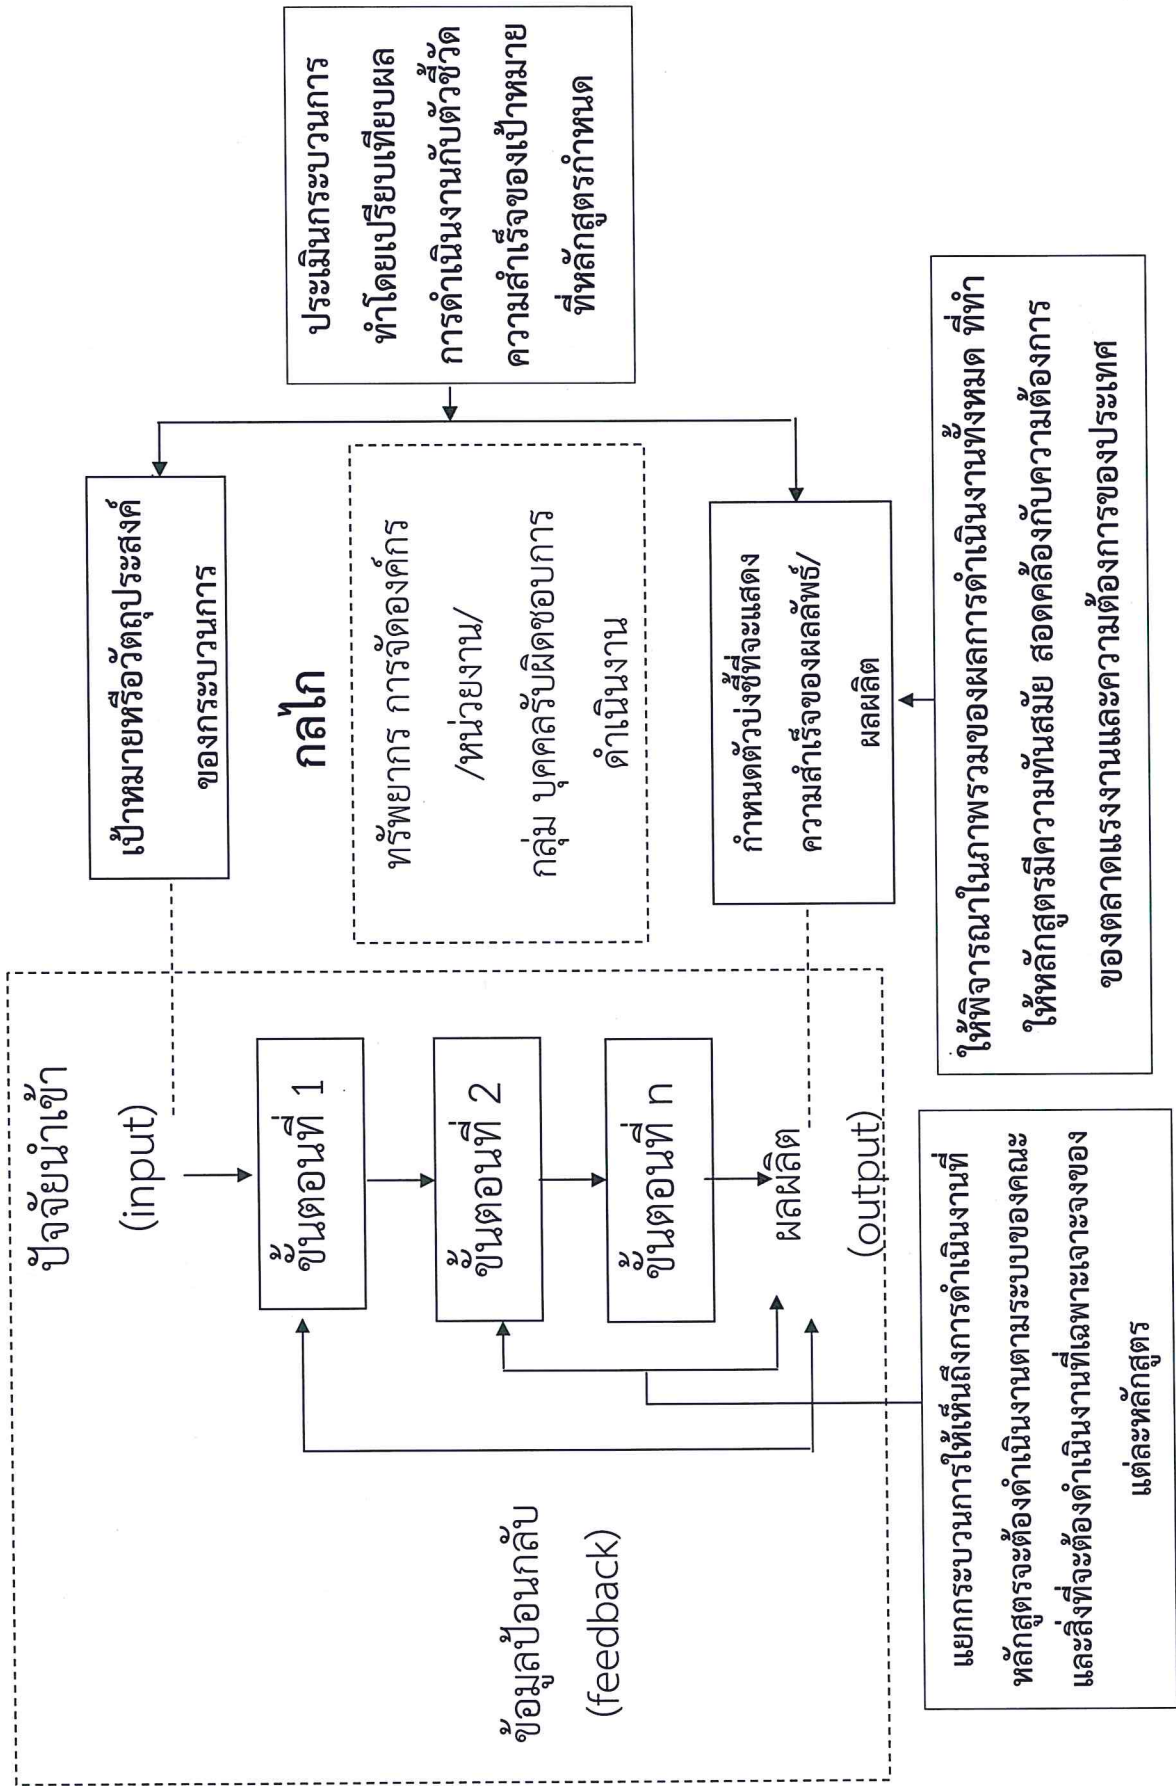 ปัจจัยนำเข้า
(input)
ขั้นตอนที่ 1
ขั้นตอนที่ 2
ขั้นตอนที่ n
ผลผลิต
(output)
ข้อมูลป้อนกลับ
(feedback)
เป้าหมายหรือวัตถุประสงค์
ของกระบวนการ
กลไก
ทรัพยากร การจัดองค์กร
/หน่วยงาน/
กลุ่ม บุคคลรับผิดชอบการ
ดำเนินงาน
กำหนดตัวบ่งชี้ที่จะแสดง
ความสำเร็จของผลลัพธ์/
ผลผลิต
ประเมินกระบวนการ
ทำโดยเปรียบเทียบผล
การดำเนินงานกับตัวชี้วัด
ความสำเร็จของเป้าหมาย
ที่หลักสูตรกำหนด
แยกกระบวนการให้เห็นถึงการดำเนินงานที่
หลักสูตรจะต้องดำเนินงานตามระบบของคณะ
และสิ่งที่จะต้องดำเนินงานที่เฉพาะเจาะจงของ
แต่ละหลักสูตร
ให้พิจารณาในภาพรวมของผลการดำเนินงานทั้งหมด ที่ทำ
ให้หลักสูตรมีความทันสมัย สอดคล้องกับความต้องการ
ของตลาดแรงงานและความต้องการของประเทศ